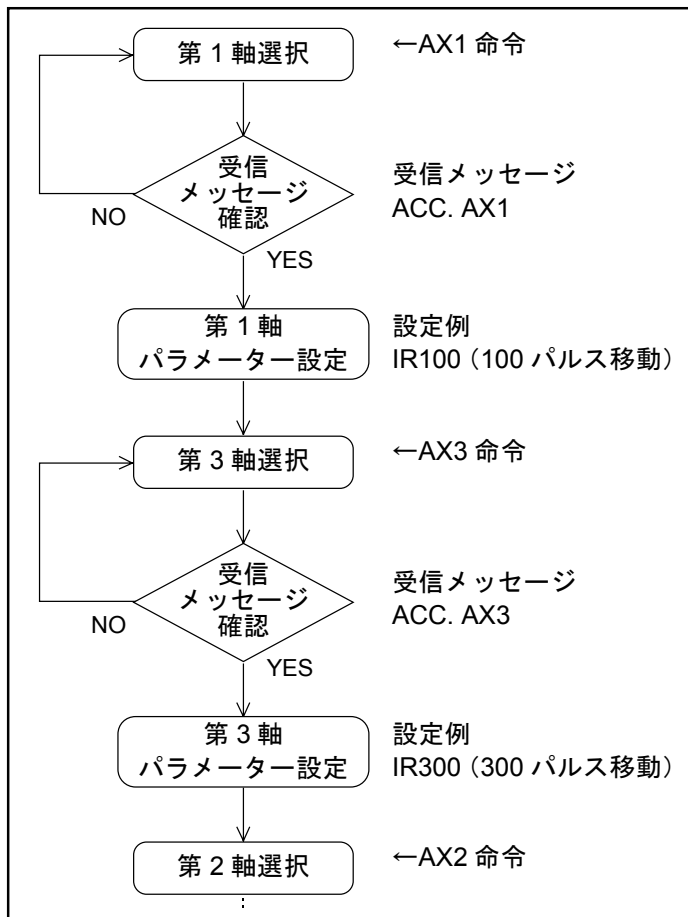 第1軸選択
←AX1 命令
受信
メッセージ
確認
NO
YES
受信メッセージ
ACC. AX1
第1軸
パラメーター設定
設定例
IR100（100 パルス移動）
第3軸選択
←AX3 命令
受信
メッセージ
確認
NO
YES
受信メッセージ
ACC. AX3
第3軸
パラメーター設定
設定例
IR300（300 パルス移動）
第2軸選択
←AX2 命令